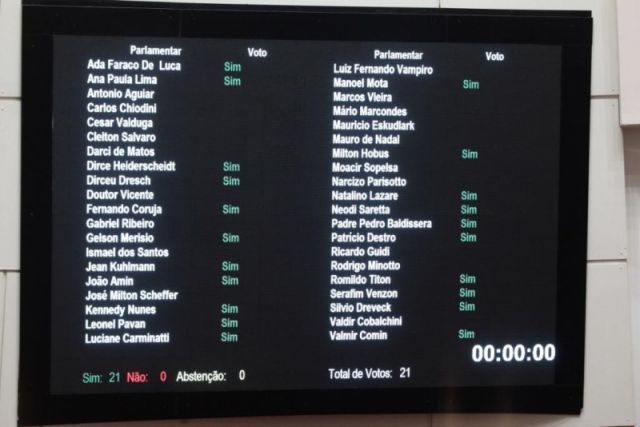 Parlamentar Voto
Ada Faraco De Luca Sim
Ana Paula Lima Sim
Antonio Aguiar
Carlos Chiodini
Cesar Valduga
Cleiton Salvaro
Darci de Matos
Dirce Heiderscheidt Sim
Dirceu Dresch Sim
Doutor Vicente
Fernando Coruja Sim
Gabriel Ribeiro
Gelson Merisio Sim
Ismael dos Santos
Jean Kuhlmann Sim
João Amin Sim
José Milton Scheffer
Kennedy Nunes Sim
Leonel Pavan Sim
Luciane Carminatti Sim
Parlamentar Voto
Luiz Fernando Vampiro
Manoel Mota Sim
Marcos Vieira
Mário Marcondes
Mauricio Eskudlark
Mauro de Nadal
Milton Hobus Sim
Moacir Sopelsa
Narcizo Parisotto
Natalino Lazare Sim
Neodi Saretta Sim
Padre Pedro Baldissera Sim
Patrício Destro Sim
Ricardo Guidi
Rodrigo Minotto
Romildo Titon Sim
Serafim Venzon Sim
Silvio Dreveck Sim
Valdir Cobalchini
Valmir Comin Sim
00:00:00
Sim: 21 Não: 0 Abstenção: 0 Total de Votos: 21